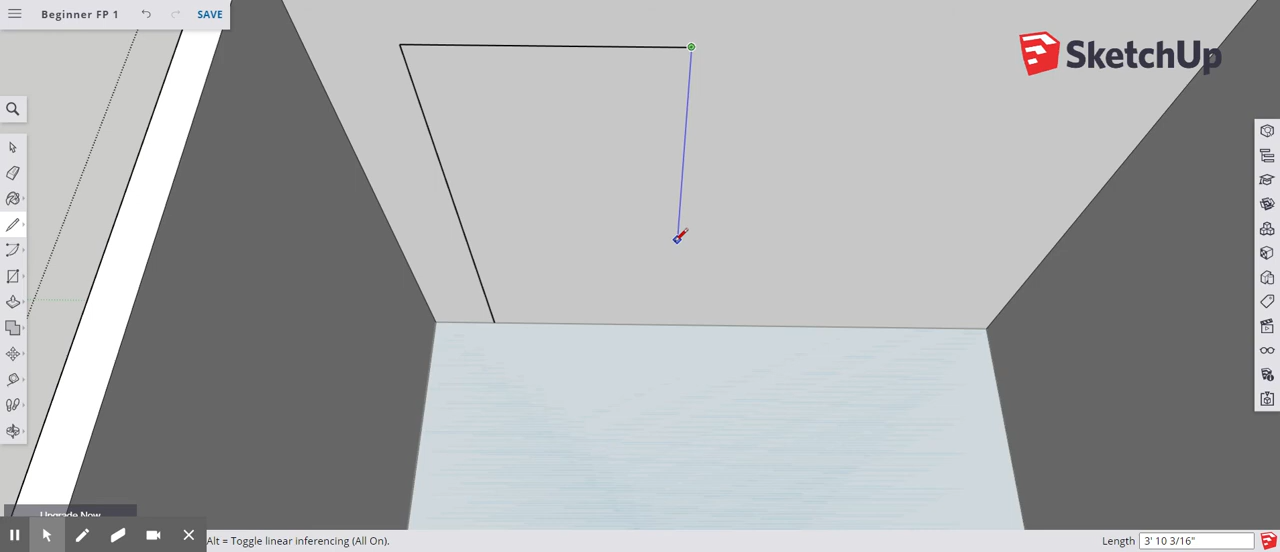 Beginner FP 1 SAVE
SketchUp
Upgrade Now
Alt = Toggle linear inferencing (All On).
Length 3' 10 3/16"